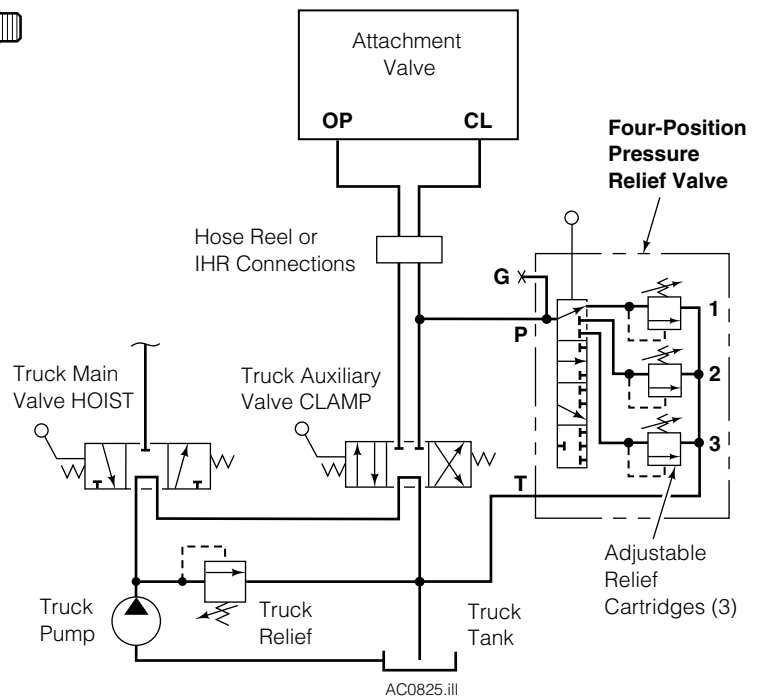 Attachment
Valve
OP
CL
Four-Position
Pressure
Relief Valve
Hose Reel or
IHR Connections
G
P
1
2
3
T
Truck Main
Valve HOIST
Truck Auxiliary
Valve CLAMP
Adjustable
Relief
Cartridges (3)
Truck
Pump
Truck
Relief
Truck
Tank
AC0825.ill